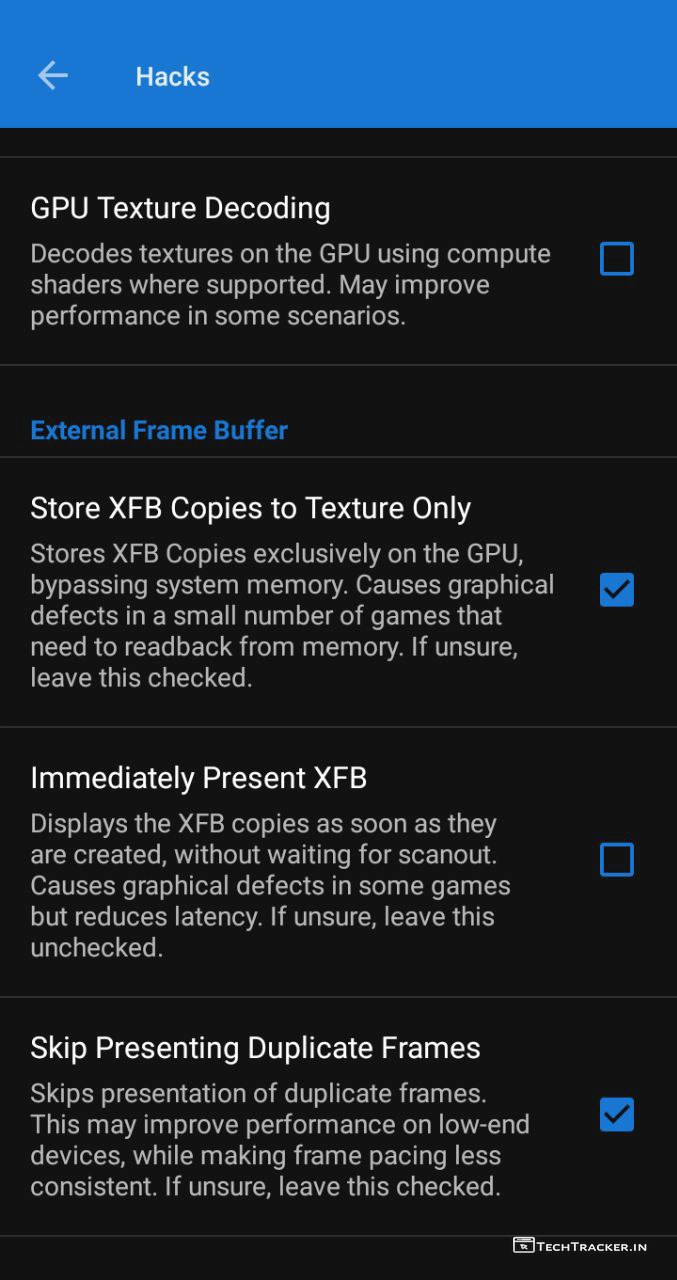 Hacks
GPU Texture Decoding
Decodes textures on the GPU using compute
shaders where supported. May improve
performance in some scenarios.
External Frame Buffer
Store XFB Copies to Texture Only
Stores XFB Copies exclusively on the GPU,
bypassing system memory. Causes graphical
defects in a small number of games that
need to readback from memory. If unsure,
leave this checked.
Immediately Present XFB
Displays the XFB copies as soon as they
are created, without waiting for scanout.
Causes graphical defects in some games
but reduces latency. If unsure, leave this
unchecked.
Skip Presenting Duplicate Frames
Skips presentation of duplicate frames.
This may improve performance on low-end
devices, while making frame pacing less
consistent. If unsure, leave this checked.
TechTracker.in